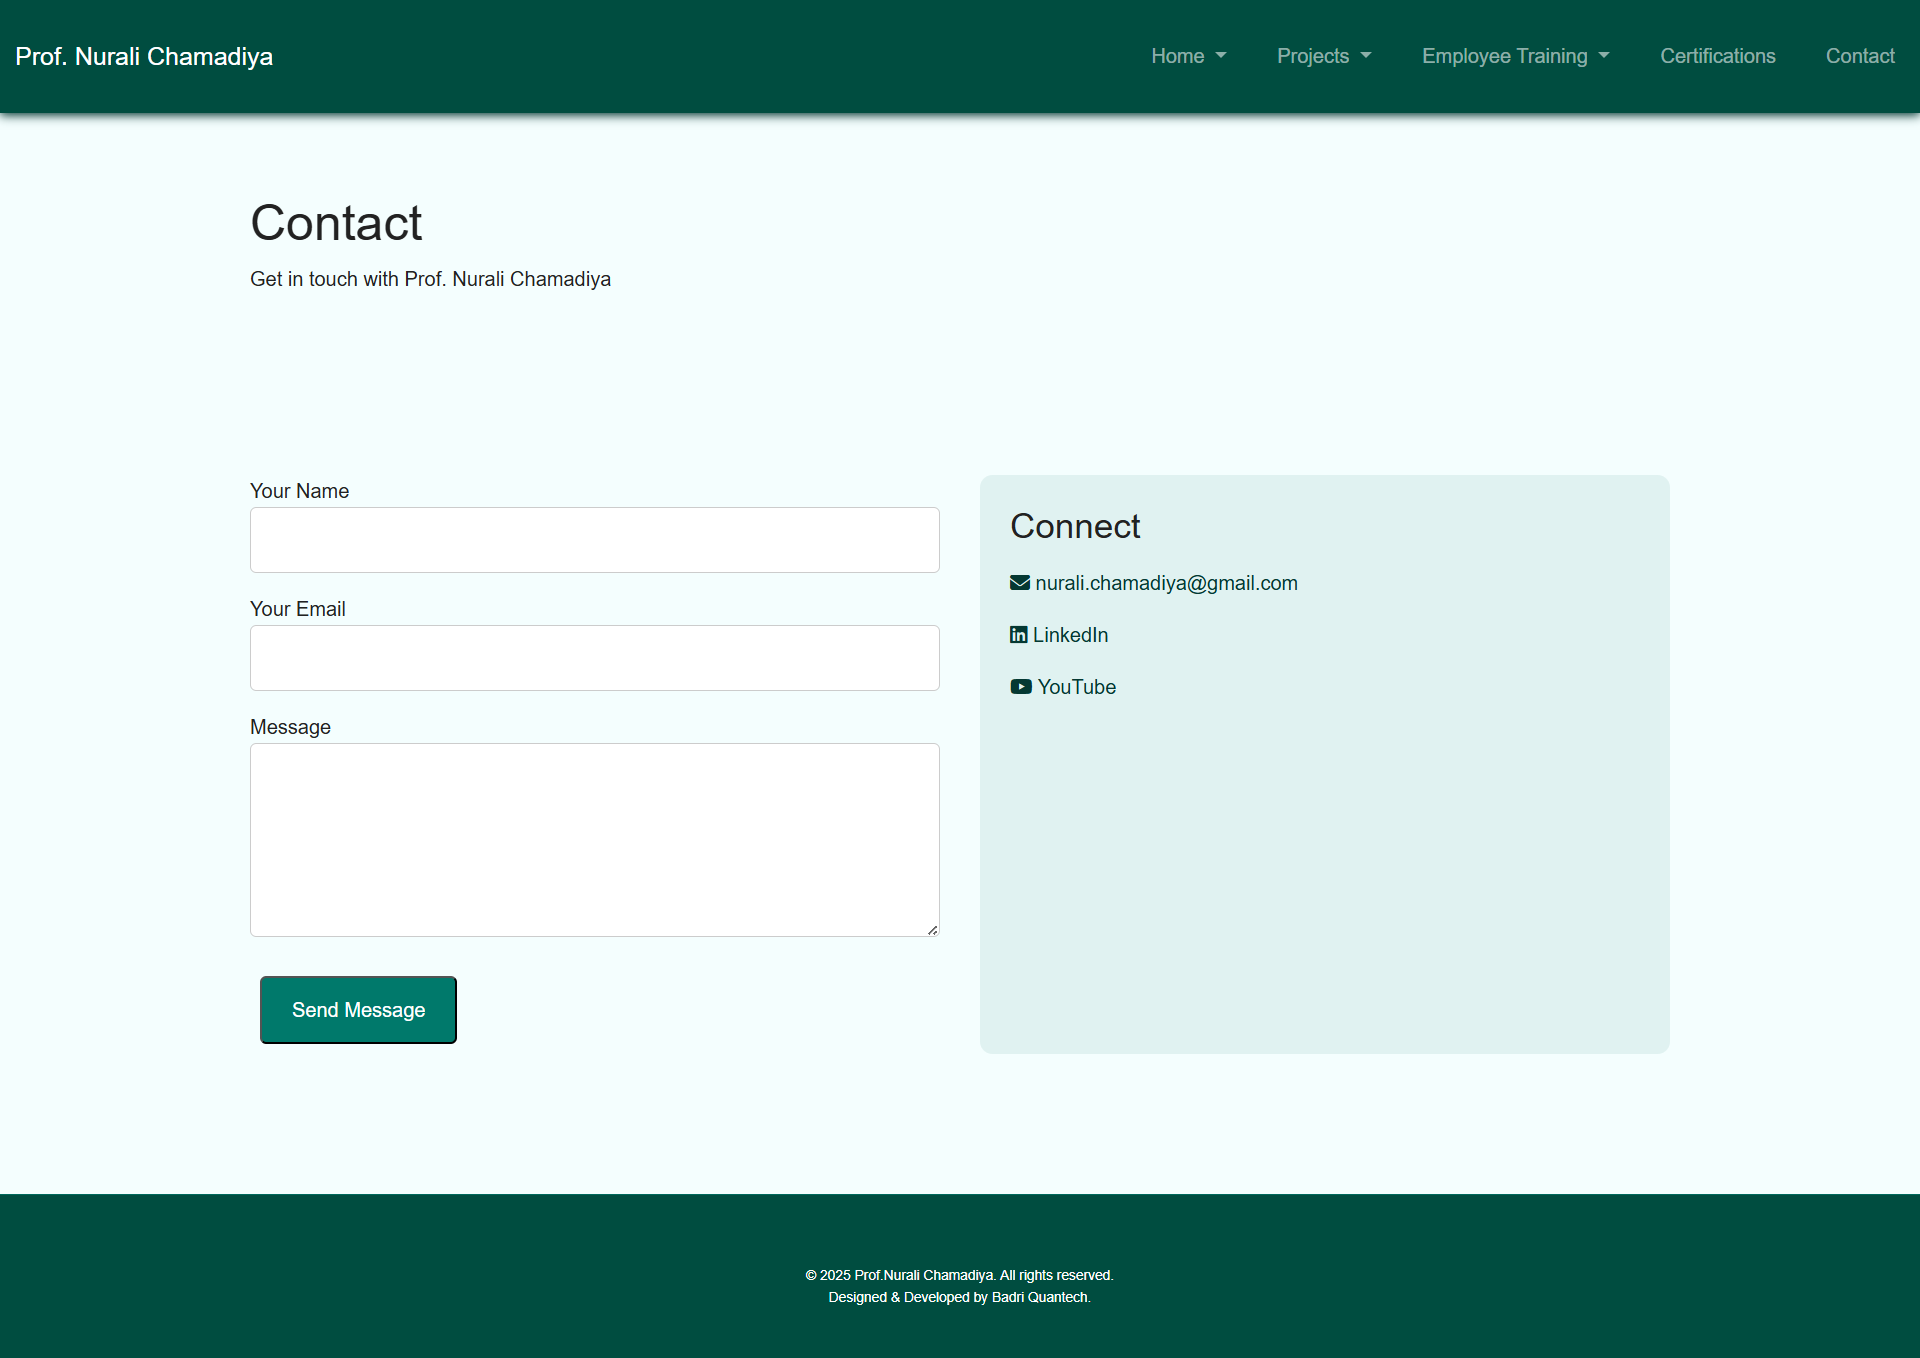 Prof. Nurali Chamadiya
Home
Projects
Employee Training
Certifications
Contact
Contact
Get in touch with Prof. Nurali Chamadiya
Your Name
Your Email
Message
Send Message
Connect
nurali.chamadiya@gmail.com
LinkedIn
YouTube
© 2025 Prof.Nurali Chamadiya. All rights reserved.
Designed & Developed by Badri Quantech.